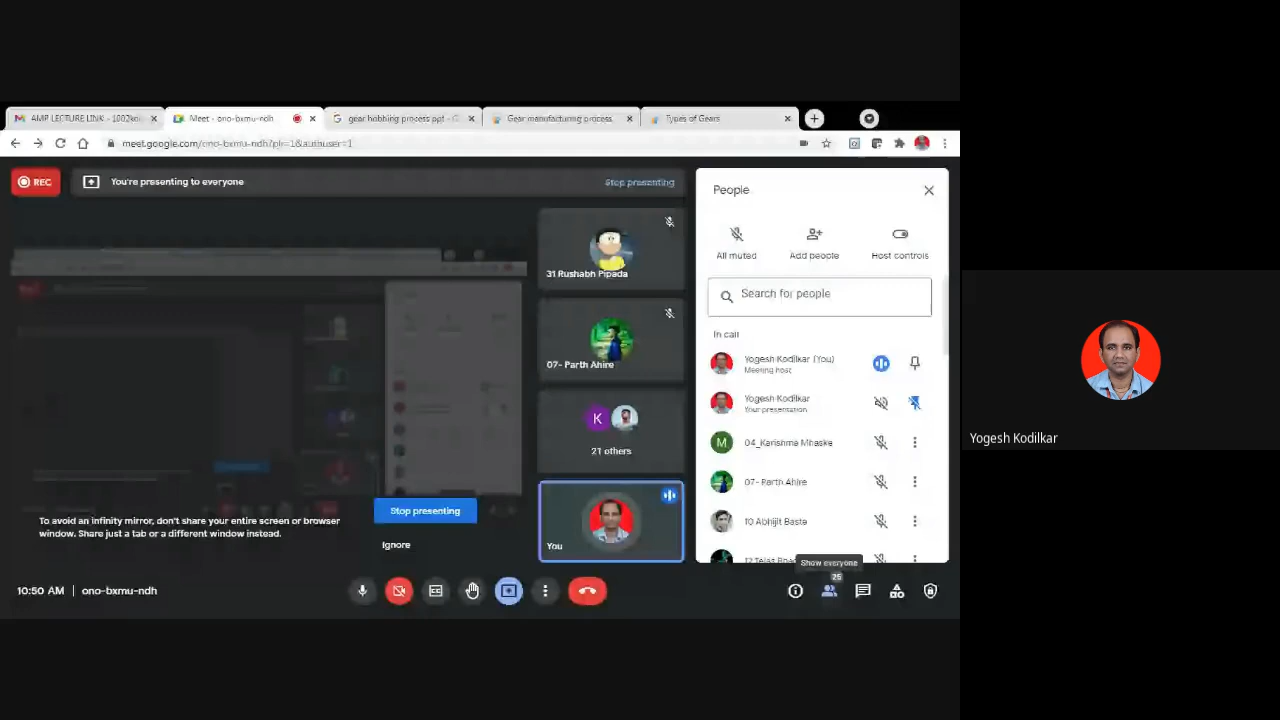 AMP LECTURE LINK - 1002kol
Meet - ono-bxmu-ndh
gear hobbing process ppt - G
Gear manufacturing process
Types of Gears
meet.google.com/ono-bxmu-ndh?pli=1&authuser=1
REC
You're presenting to everyone
Stop presenting
People
All muted
Add people
Host controls
Search for people
In call
Yogesh Kodilkar (You)
Meeting host
Yogesh Kodilkar
Your presentation
04_Karishma Mhaske
07- Parth Ahire
10 Abhijit Baste
31 Rushabh Pipada
07- Parth Ahire
K
21 others
You
M
To avoid an infinity mirror, don't share your entire screen or browser
window. Share just a tab or a different window instead.
Stop presenting
Ignore
Show everyone
25
10:50 AM | ono-bxmu-ndh
Yogesh Kodilkar